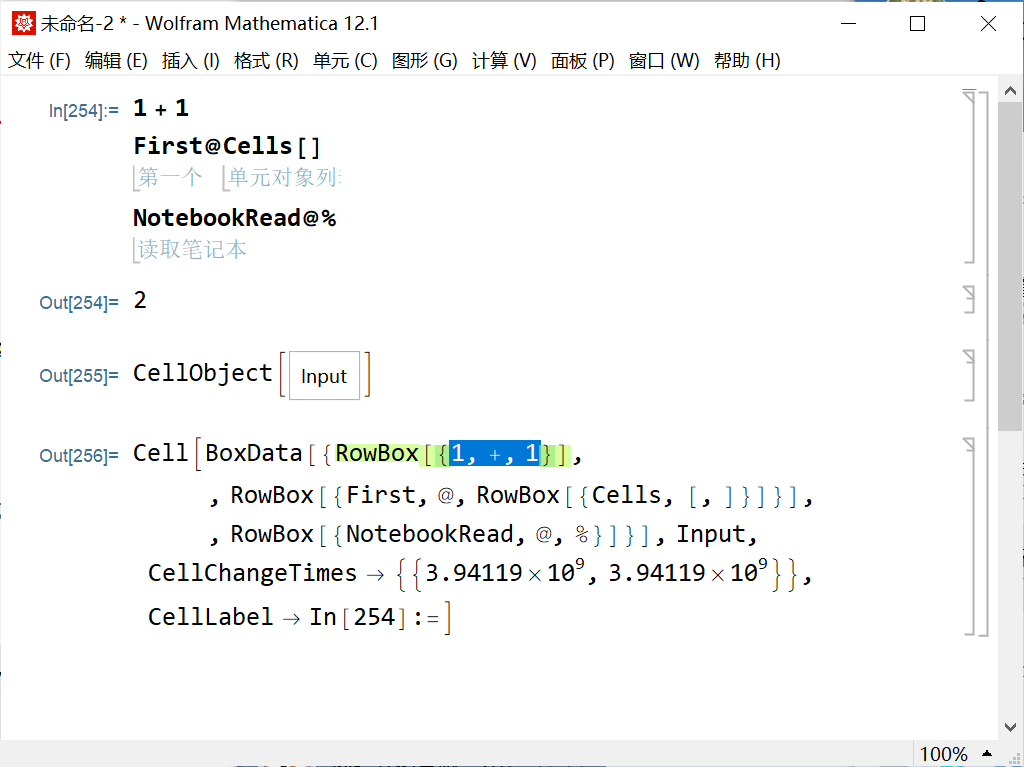 未命名-2 * - Wolfram Mathematica 12.1
文件 (F) 编辑 (E) 插入 (I) 格式 (R) 单元 (C) 图形 (G) 计算 (V) 面板 (P) 窗口 (W) 帮助 (H)
In[254]:= 1 + 1
First@Cells[]
第一个 单元对象列
NotebookRead@%
读取笔记本
Out[254]= 2
Out[255]= CellObject[Input]
Out[256]= Cell[BoxData[{RowBox[{1, +, 1}],
, RowBox[{First, @, RowBox[{Cells, [, ]}]}],
, RowBox[{NotebookRead, @, %}]}], Input,
CellChangeTimes → {{3.94119×10⁹, 3.94119×10⁹}},
CellLabel → In[254]:=]
100%